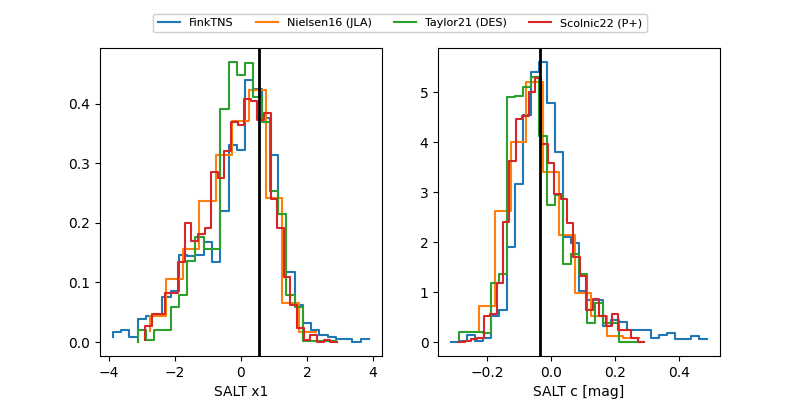 FinkTNS Nielsen16 (JLA) Taylor21 (DES) Scolnic22 (P+)
0.4
0.3
0.2
0.1
0.0
−4 −2 0 2 4
SALT x1
5
4
3
2
1
0
−0.2 0.0 0.2 0.4
SALT c [mag]